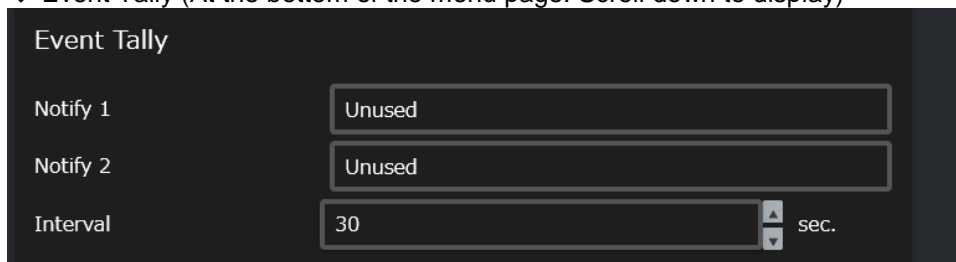 Event Tally (At the bottom of the menu page. Scroll down to display)
Event Tally
Notify 1 Unused
Notify 2 Unused
Interval 30 sec.